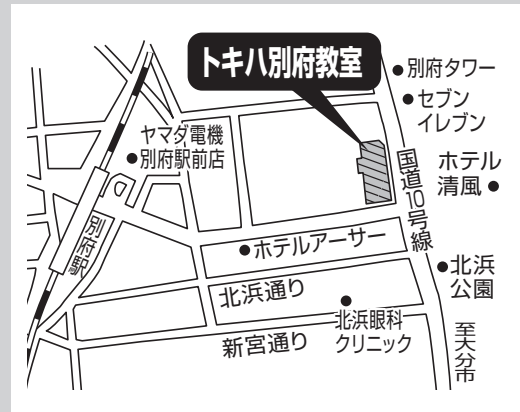 トキハ別府教室
別府タワー
セブン
イレブン
ヤマダ電機
別府駅前店
国道10号線
ホテル
清風
別府駅
ホテルアーサー
北浜
公園
北浜通り
北浜眼科
クリニック
新宮通り
至大分市